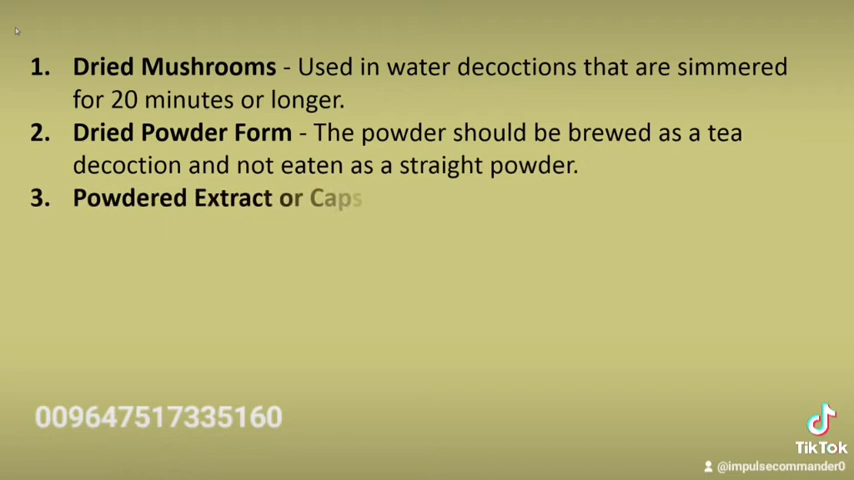 1. Dried Mushrooms - Used in water decoctions that are simmered
for 20 minutes or longer.
2. Dried Powder Form - The powder should be brewed as a tea
decoction and not eaten as a straight powder.
3. Powdered Extract or Caps
009647517335160
TikTok
@impulsecommander0